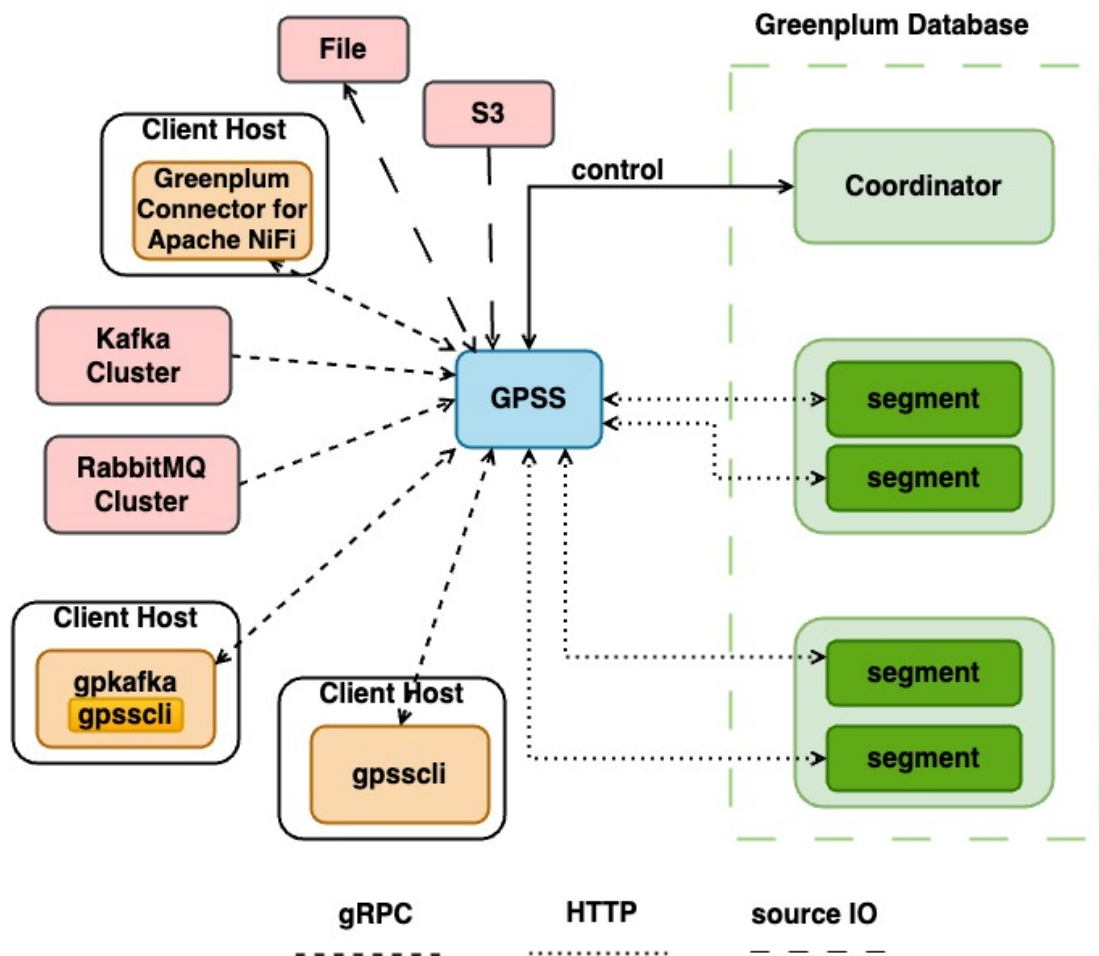 Greenplum Database
File
S3
Client Host
Greenplum
Connector for
Apache NiFi
control
Coordinator
Kafka
Cluster
GPSS
segment
segment
RabbitMQ
Cluster
Client Host
gpkafka
gpsscli
Client Host
gpsscli
segment
segment
gRPC
HTTP
source IO